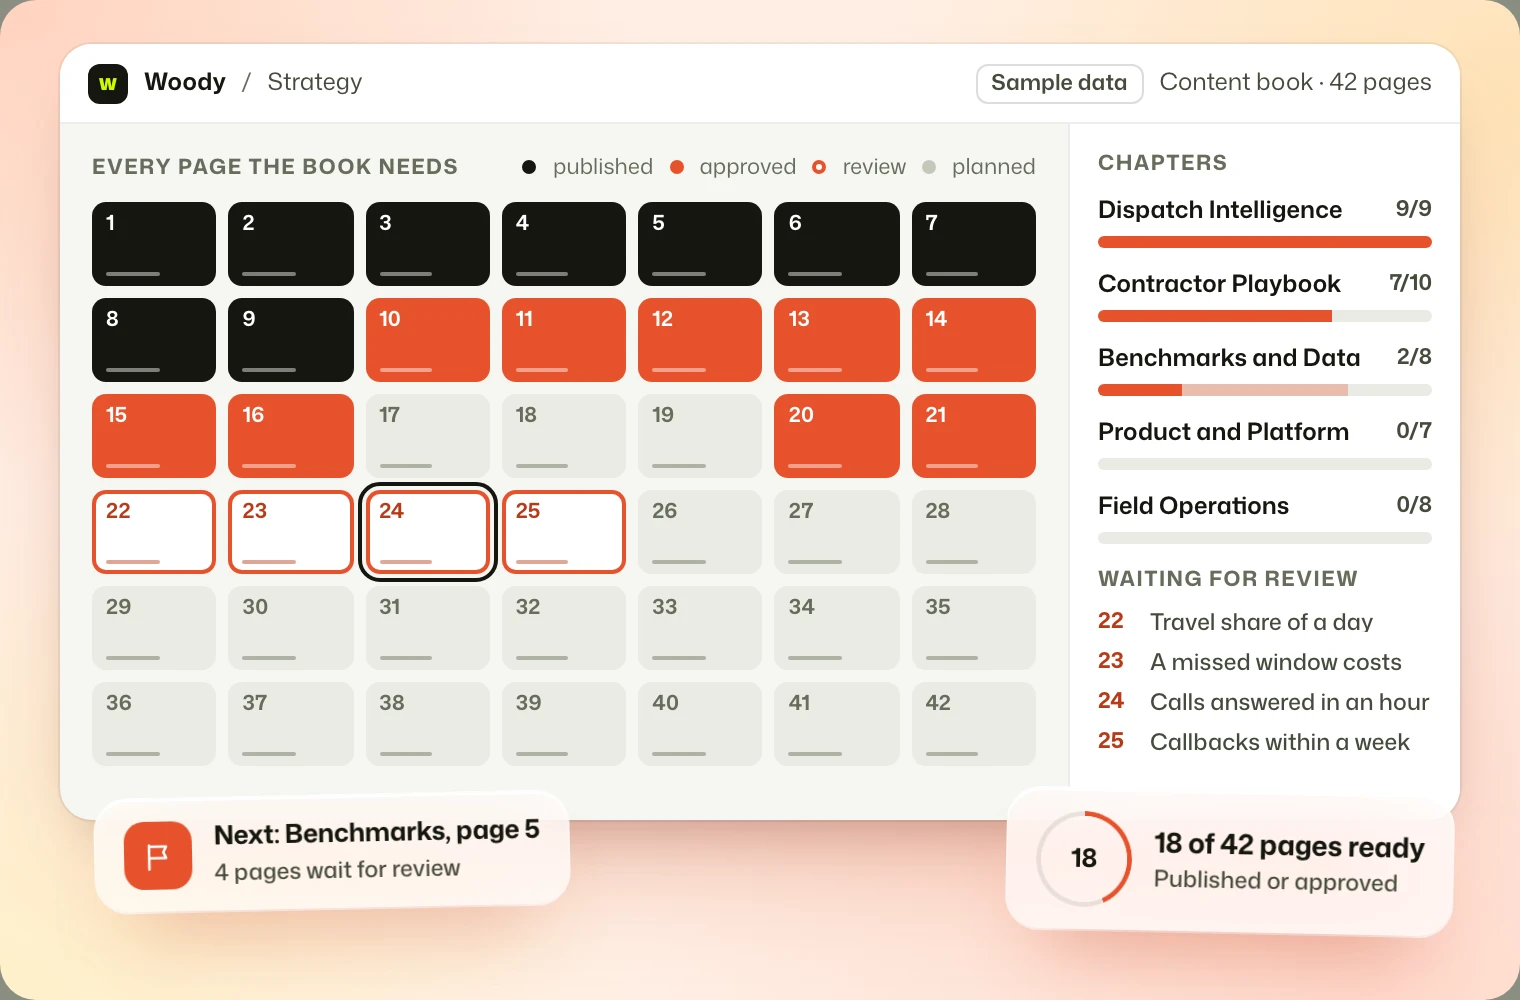 w Woody / Strategy
Sample data Content book · 42 pages
EVERY PAGE THE BOOK NEEDS
published approved review planned
1 2 3 4 5 6 7
8 9 10 11 12 13 14
15 16 17 18 19 20 21
22 23 24 25 26 27 28
29 30 31 32 33 34 35
36 37 38 39 40 41 42
CHAPTERS
Dispatch Intelligence 9/9
Contractor Playbook 7/10
Benchmarks and Data 2/8
Product and Platform 0/7
Field Operations 0/8
WAITING FOR REVIEW
22 Travel share of a day
23 A missed window costs
24 Calls answered in an hour
25 Callbacks within a week
Next: Benchmarks, page 5
4 pages wait for review
18
18 of 42 pages ready
Published or approved